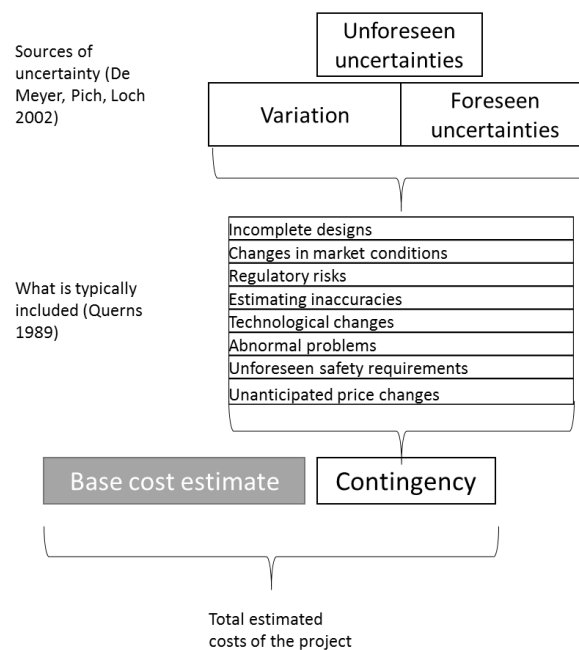 Sources of
uncertainty (De
Meyer, Pich, Loch
2002)
Unforeseen
uncertainties
Variation
Foreseen
uncertainties
What is typically
included (Querns
1989)
Incomplete designs
Changes in market conditions
Regulatory risks
Estimating inaccuracies
Technological changes
Abnormal problems
Unforeseen safety requirements
Unanticipated price changes
Base cost estimate
Contingency
Total estimated
costs of the project